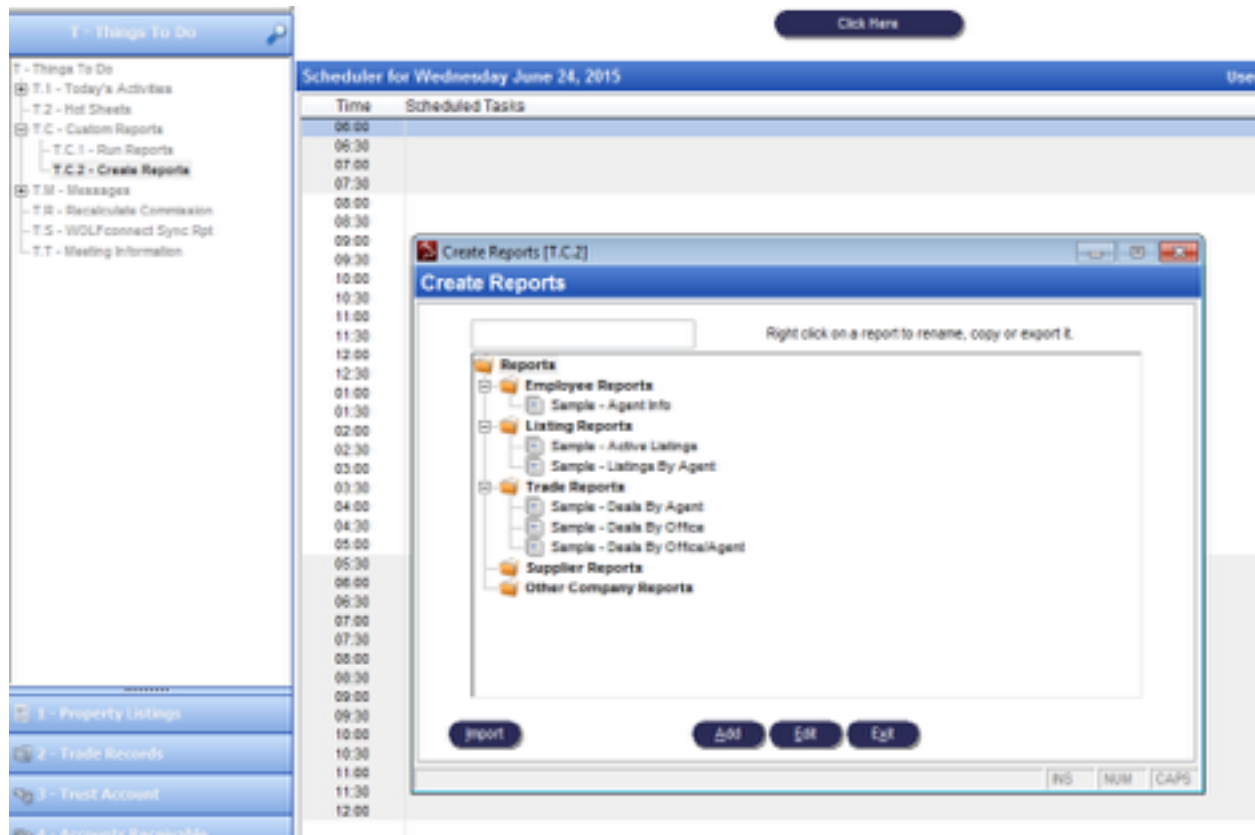 Click Here
T - Things To Do
T - Things To Do
T.1 - Today's Activities
T.2 - Hot Sheets
T.C - Custom Reports
T.C.1 - Run Reports
T.C.2 - Create Reports
T.M - Messages
T.R - Recalculate Commission
T.S - WOLFconnect Sync Rpt
T.T - Meeting Information
1 - Property Listings
2 - Trade Records
3 - Trust Account
4 - Accounts Receivable
Scheduler for Wednesday June 24, 2015 Use
Time Scheduled Tasks
06:00
06:30
07:00
07:30
08:00
08:30
09:00
09:30
10:00
10:30
11:00
11:30
12:00
12:30
01:00
01:30
02:00
02:30
03:00
03:30
04:00
04:30
05:00
05:30
06:00
06:30
07:00
07:30
08:00
08:30
09:00
09:30
10:00
10:30
11:00
11:30
12:00
Create Reports [T.C.2]
Create Reports
Right click on a report to rename, copy or export it.
Reports
Employee Reports
Sample - Agent Info
Listing Reports
Sample - Active Listings
Sample - Listings By Agent
Trade Reports
Sample - Deals By Agent
Sample - Deals By Office
Sample - Deals By Office/Agent
Supplier Reports
Other Company Reports
Import Add Edit Exit
INS NUM CAPS